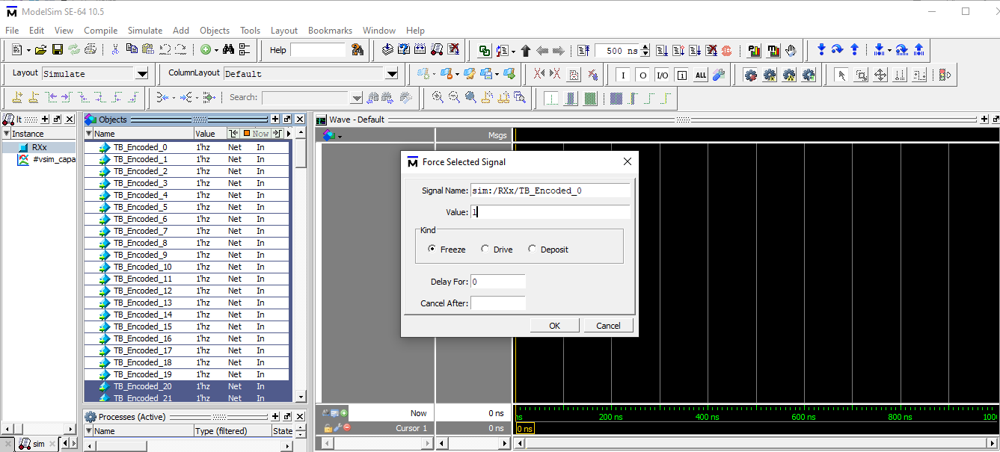 ModelSim SE-64 10.5
File Edit View Compile Simulate Add Objects Tools Layout Bookmarks Window Help
Help 500 ns
Layout Simulate ColumnLayout Default I O I/O i ALL
Search:
It Objects Wave - Default
Instance Name Value Now Msgs
RXx
#vsim_capa
TB_Encoded_0 1'hz Net In
TB_Encoded_1 1'hz Net In
TB_Encoded_2 1'hz Net In
TB_Encoded_3 1'hz Net In
TB_Encoded_4 1'hz Net In
TB_Encoded_5 1'hz Net In
TB_Encoded_6 1'hz Net In
TB_Encoded_7 1'hz Net In
TB_Encoded_8 1'hz Net In
TB_Encoded_9 1'hz Net In
TB_Encoded_10 1'hz Net In
TB_Encoded_11 1'hz Net In
TB_Encoded_12 1'hz Net In
TB_Encoded_13 1'hz Net In
TB_Encoded_14 1'hz Net In
TB_Encoded_15 1'hz Net In
TB_Encoded_16 1'hz Net In
TB_Encoded_17 1'hz Net In
TB_Encoded_18 1'hz Net In
TB_Encoded_19 1'hz Net In
TB_Encoded_20 1'hz Net In
TB_Encoded_21 1'hz Net In
Force Selected Signal
Signal Name: sim:/RXx/TB_Encoded_0
Value: 1
Kind
Freeze Drive Deposit
Delay For: 0
Cancel After:
OK Cancel
Processes (Active)
Name Type (filtered) State
sim
Now 0 ns
Cursor 1 0 ns
ns 200 ns 400 ns 600 ns 800 ns 100
0 ns